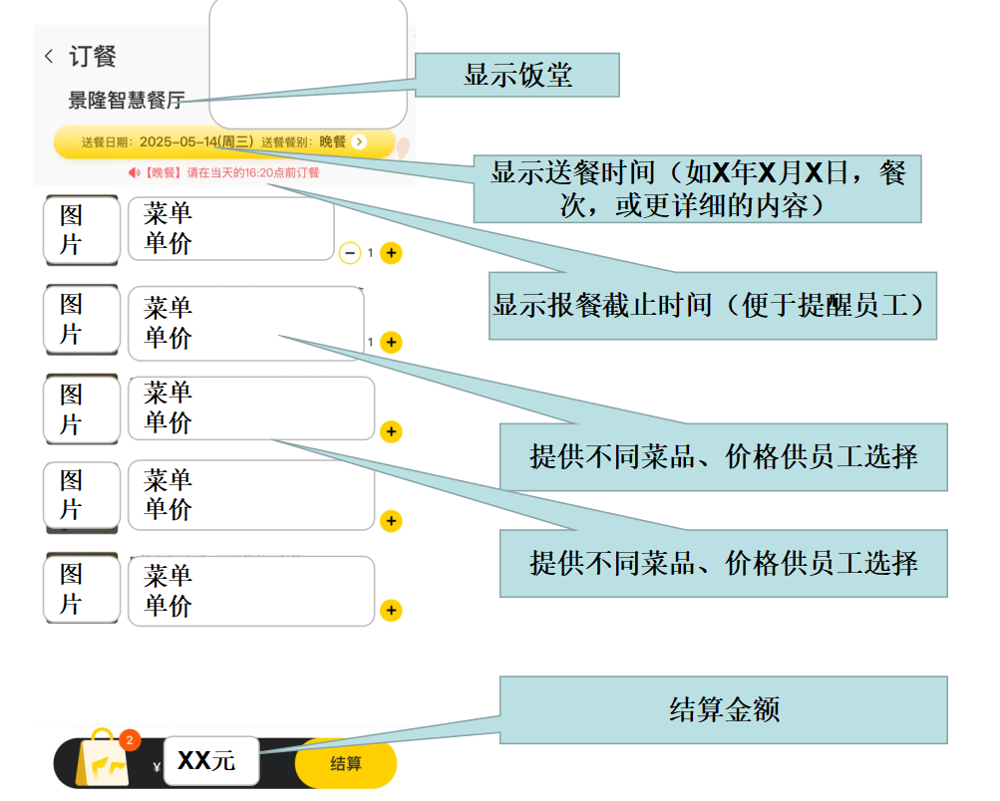 订餐
景隆智慧餐厅
显示饭堂
送餐日期: 2025-05-14(周三) 送餐餐别: 晚餐
【晚餐】请在当天的16:20点前订餐
显示送餐时间（如X年X月X日，餐
次，或更详细的内容）
显示报餐截止时间（便于提醒员工）
图
片
菜单
单价
1
图
片
菜单
单价
1
图
片
菜单
单价
提供不同菜品、价格供员工选择
图
片
菜单
单价
提供不同菜品、价格供员工选择
图
片
菜单
单价
结算金额
2
¥
XX元
结算